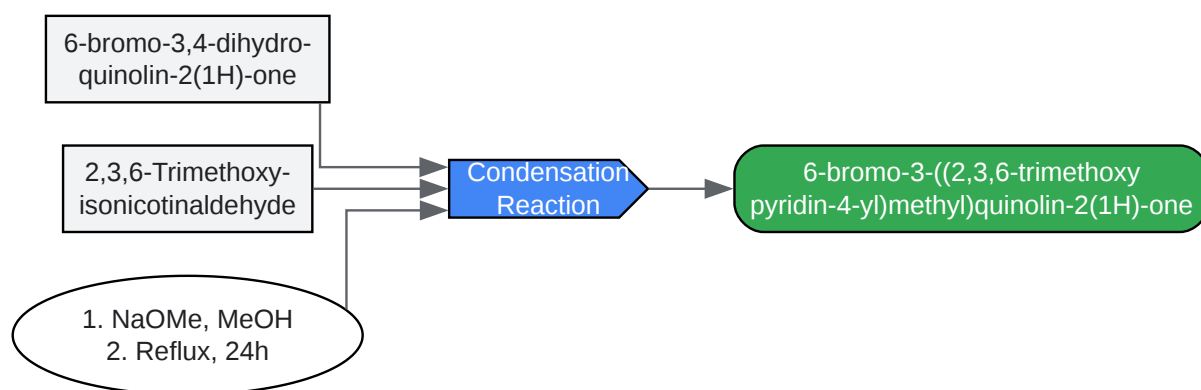 6-bromo-3,4-dihydro-
quinolin-2(1H)-one
2,3,6-Trimethoxy-
isonicotinaldehyde
1. NaOMe, MeOH
2. Reflux, 24h
Condensation
Reaction
6-bromo-3-((2,3,6-trimethoxy
pyridin-4-yl)methyl)quinolin-2(1H)-one